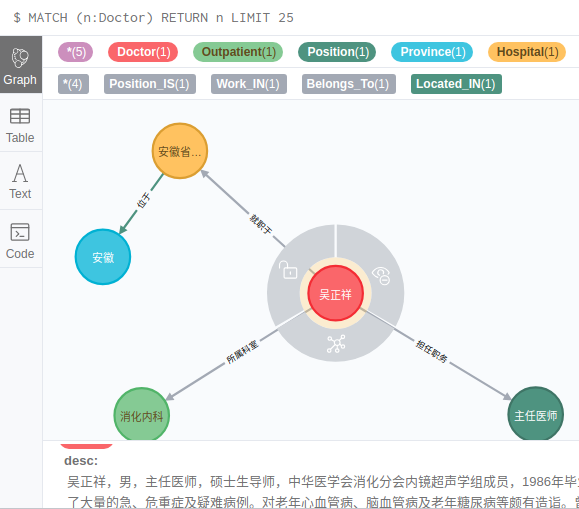 $ MATCH (n:Doctor) RETURN n LIMIT 25
*(5) Doctor(1) Outpatient(1) Position(1) Province(1) Hospital(1)
*(4) Position_IS(1) Work_IN(1) Belongs_To(1) Located_IN(1)
Graph
Table
Text
Code
安徽省…
位于
就职于
安徽
吴正祥
所属科室
担任职务
消化内科
主任医师
desc:
吴正祥，男，主任医师，硕士生导师，中华医学会消化分会内镜超声学组成员，1986年毕
了大量的急、危重症及疑难病例。对老年心血管病、脑血管病及老年糖尿病等颇有造诣。